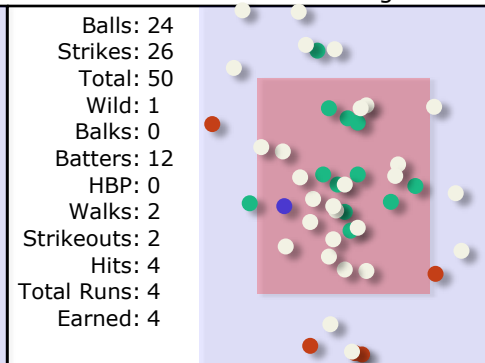 Balls: 24
Strikes: 26
Total: 50
Wild: 1
Balks: 0
Batters: 12
HBP: 0
Walks: 2
Strikeouts: 2
Hits: 4
Total Runs: 4
Earned: 4